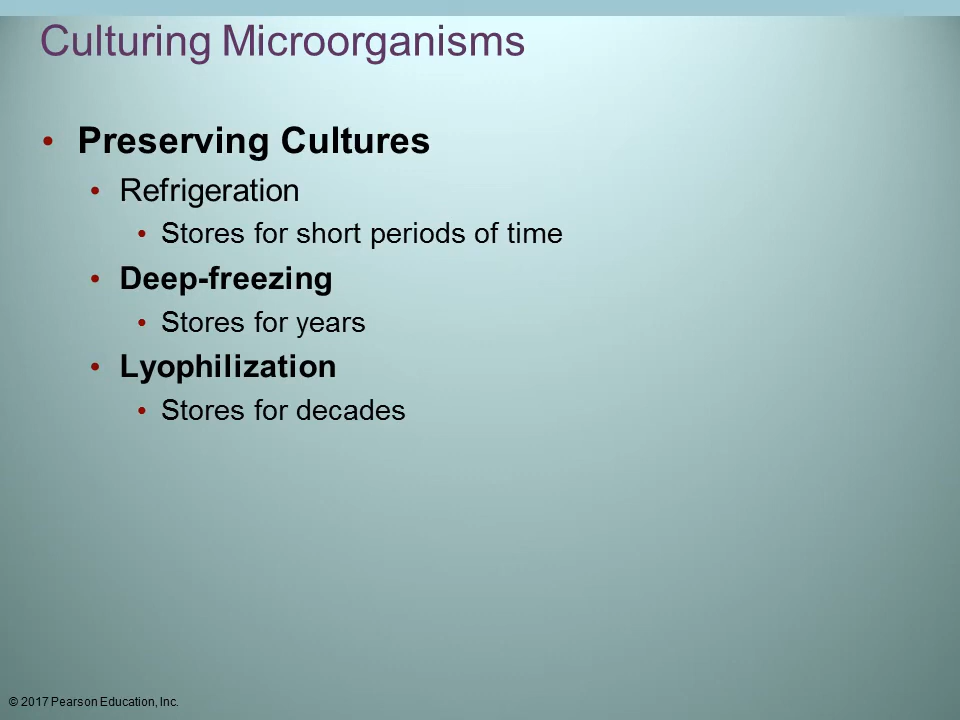 Culturing Microorganisms
• Preserving Cultures
• Refrigeration
• Stores for short periods of time
• Deep-freezing
• Stores for years
• Lyophilization
• Stores for decades
© 2017 Pearson Education, Inc.